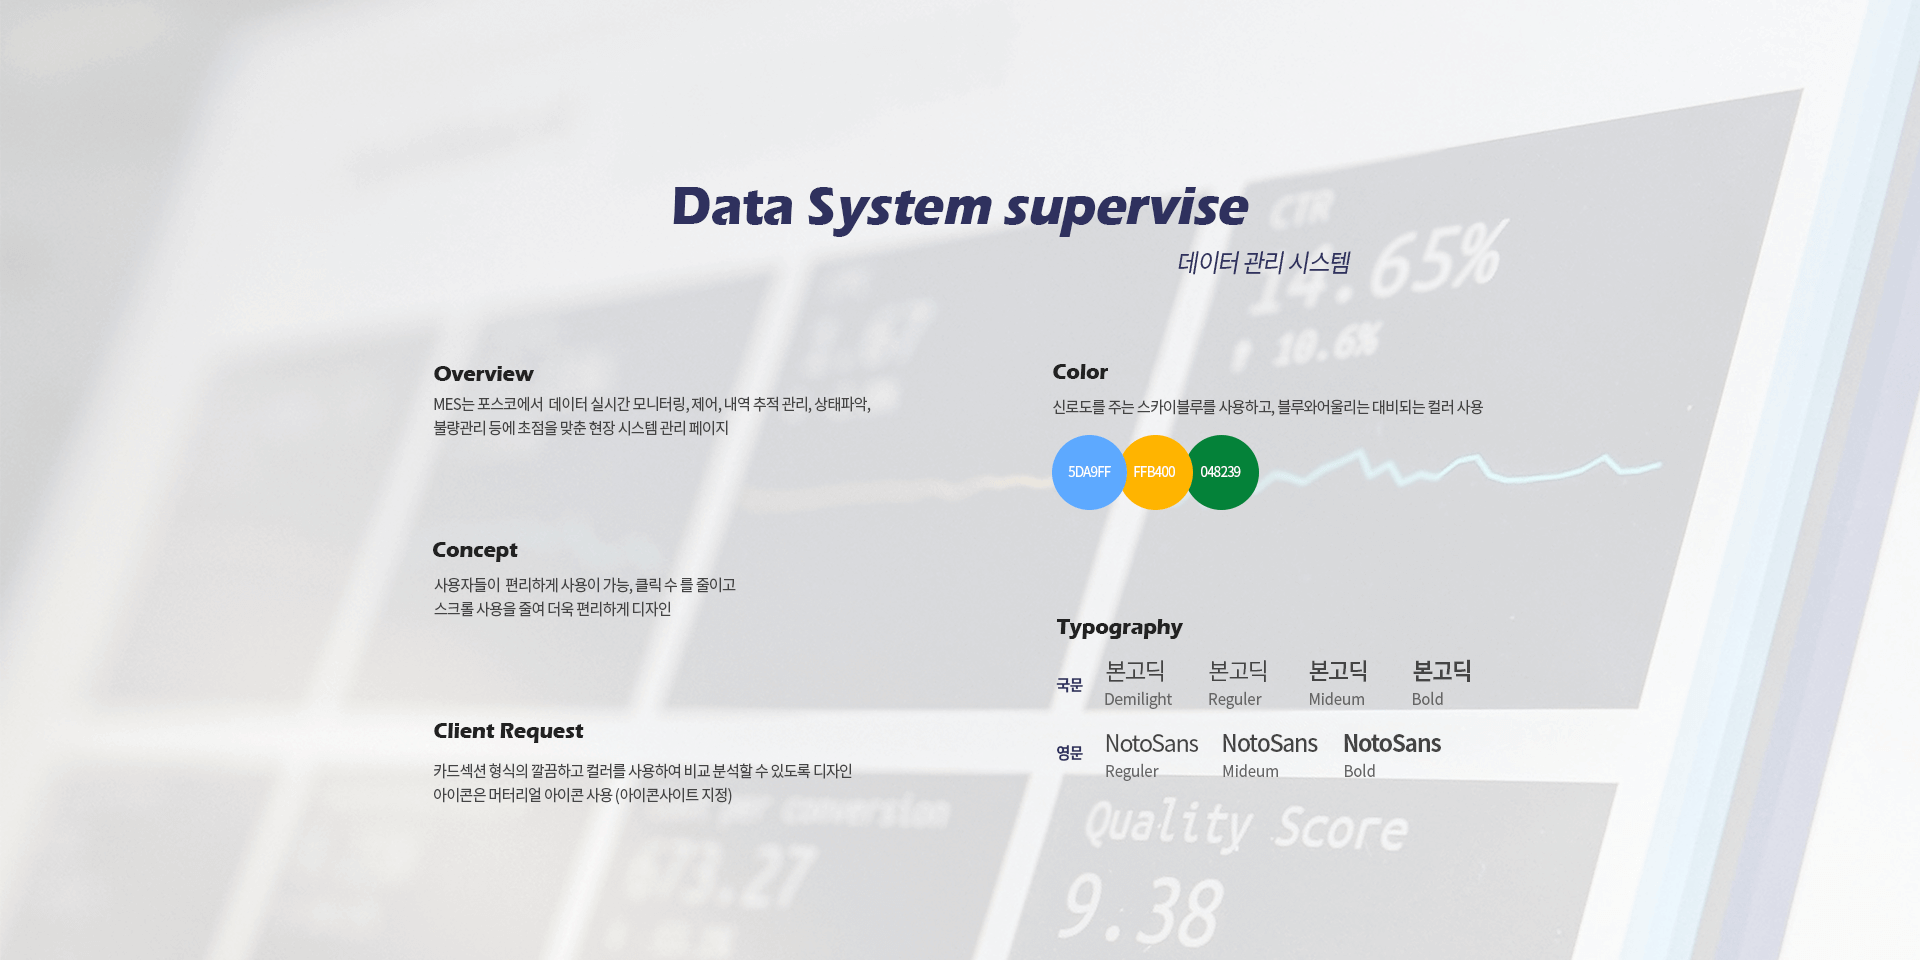 Data System supervise
데이터 관리 시스템
Overview
MES는 포스코에서 데이터 실시간 모니터링, 제어, 내역 추적 관리, 상태파악,
불량관리 등에 초점을 맞춘 현장 시스템 관리 페이지
Concept
사용자들이 편리하게 사용이 가능, 클릭 수 를 줄이고
스크롤 사용을 줄여 더욱 편리하게 디자인
Client Request
카드섹션 형식의 깔끔하고 컬러를 사용하여 비교 분석할 수 있도록 디자인
아이콘은 머터리얼 아이콘 사용 (아이콘사이트 지정)
Color
신로도를 주는 스카이블루를 사용하고, 블루와어울리는 대비되는 컬러 사용
5DA9FF FFB400 048239
Typography
국문
본고딕 본고딕 본고딕 본고딕
Demilight Reguler Mideum Bold
영문
NotoSans NotoSans NotoSans
Reguler Mideum Bold
CTR
14.65%
10.6%
1.67
per conversion
673.27
Quality Score
9.38